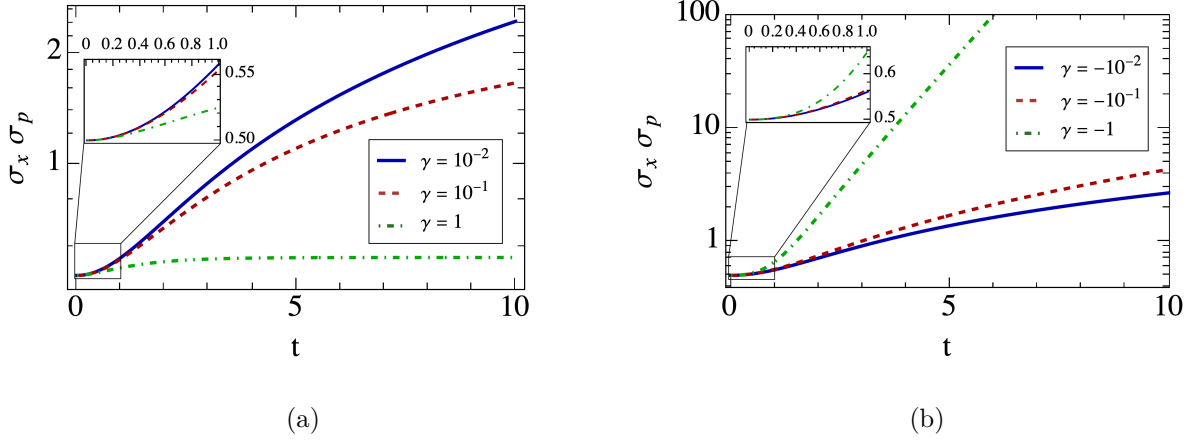 0 0.2 0.4 0.6 0.8 1.0
0.55
0.50
2
1
σx σp
γ = 10⁻²
γ = 10⁻¹
γ = 1
0 5 10
t
(a)
100
10
1
σx σp
0 0.2 0.4 0.6 0.8 1.0
0.6
0.5
γ = −10⁻²
γ = −10⁻¹
γ = −1
0 5 10
t
(b)